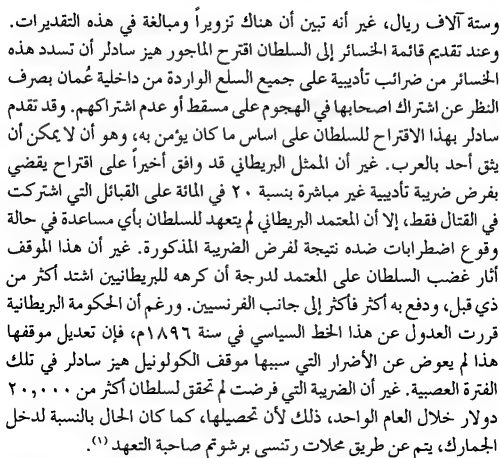 وستة آلاف ريال، غير أنه تبين أن هناك تزويراً ومبالغة في هذه التقديرات.
وعند تقديم قائمة الخسائر إلى السلطان اقترح الماجور هيز سادلر أن تسدد هذه
الخسائر من ضرائب تأديبية على جميع السلع الواردة من داخلية عُمان بصرف
النظر عن اشتراك اصحابها في الهجوم على مسقط أو عدم اشتراكهم. وقد تقدم
سادلر بهذا الاقتراح للسلطان على اساس ما كان يؤمن به، وهو أن لا يمكن أن
يثق أحد بالعرب. غير أن الممثل البريطاني قد وافق أخيراً على اقتراح يقضي
بفرض ضريبة تأديبية غير مباشرة بنسبة ٢٠ في المائة على القبائل التي اشتركت
في القتال فقط، إلا أن المعتمد البريطاني لم يتعهد للسلطان بأي مساعدة في حالة
وقوع اضطرابات ضده نتيجة لفرض الضريبة المذكورة. غير أن هذا الموقف
أثار غضب السلطان على المعتمد لدرجة أن كرهه للبريطانيين اشتد أكثر من
ذي قبل، ودفع به أكثر فأكثر إلى جانب الفرنسيين. ورغم أن الحكومة البريطانية
قررت العدول عن هذا الخط السياسي في سنة ١٨٩٦م، فإن تعديل موقفها
هذا لم يعوض عن الأضرار التي سببها موقف الكولونيل هيز سادلر في تلك
الفترة العصبية. غير أن الضريبة التي فرضت لم تحقق لسلطان أكثر من ٢٠,٠٠٠
دولار خلال العام الواحد، ذلك لأن تحصيلها، كما كان الحال بالنسبة لدخل
الجمارك، يتم عن طريق محلات رتنسي برشوتم صاحبة التعهد (١).